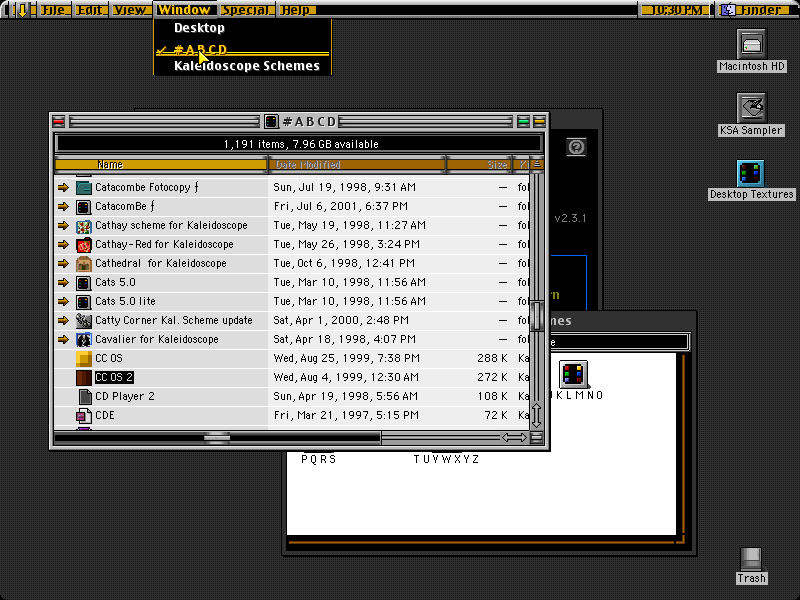 File Edit View Window Special Help 10:30 PM Finder
Desktop
#ABCD
Kaleidoscope Schemes
Macintosh HD
KSA Sampler
Desktop Textures
#ABCD
1,191 items, 7.96 GB available
Name Date Modified Size Ki
Catacombe Fotocopy ƒ Sun, Jul 19, 1998, 9:31 AM — fol
CatacomBe ƒ Fri, Jul 6, 2001, 6:37 PM — fol
Cathay scheme for Kaleidoscope Tue, May 19, 1998, 11:27 AM — fol
Cathay-Red for Kaleidoscope Tue, May 26, 1998, 3:24 PM — fol
Cathedral for Kaleidoscope Tue, Oct 6, 1998, 12:41 PM — fol
Cats 5.0 Tue, Mar 10, 1998, 11:56 AM — fol
Cats 5.0 lite Tue, Mar 10, 1998, 11:56 AM — fol
Catty Corner Kal. Scheme update Sat, Apr 1, 2000, 2:48 PM — fol
Cavalier for Kaleidoscope Sat, Apr 18, 1998, 4:07 PM — fol
CC OS Wed, Aug 25, 1999, 7:38 PM 288 K Ka
CC OS 2 Wed, Aug 4, 1999, 12:30 AM 272 K Ka
CD Player 2 Sun, Apr 19, 1998, 5:56 AM 108 K Ka
CDE Fri, Mar 21, 1997, 5:15 PM 72 K Ka
v2.3.1
rn
mes
e
KLMNO
PQRS TUVWXYZ
Trash